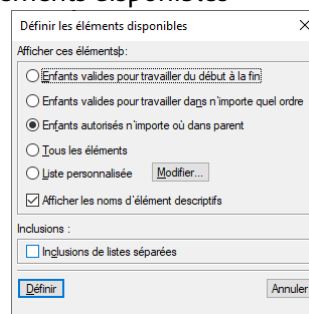 Définir les éléments disponibles
Afficher ces élémentsþ:
Enfants valides pour travailler du début à la fin
Enfants valides pour travailler dans n'importe quel ordre
Enfants autorisés n'importe où dans parent
Tous les éléments
Liste personnalisée Modifier...
Afficher les noms d'élément descriptifs
Inclusions :
Inclusions de listes séparées
Définir Annuler